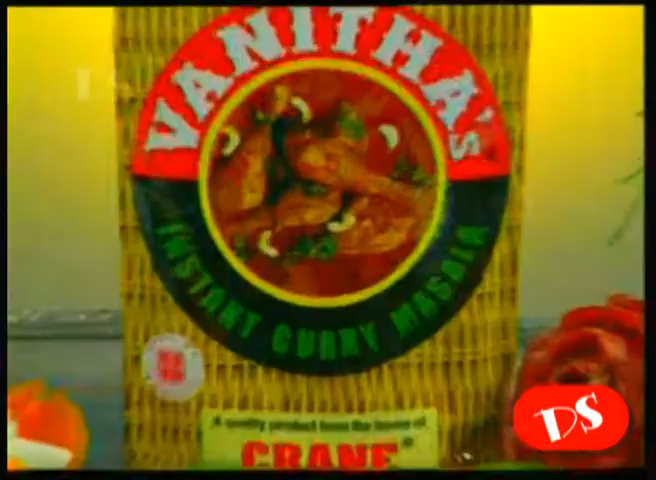 VANITHA's
INSTANT CURRY MASALA
A quality product from the house of
CRANE®
DS